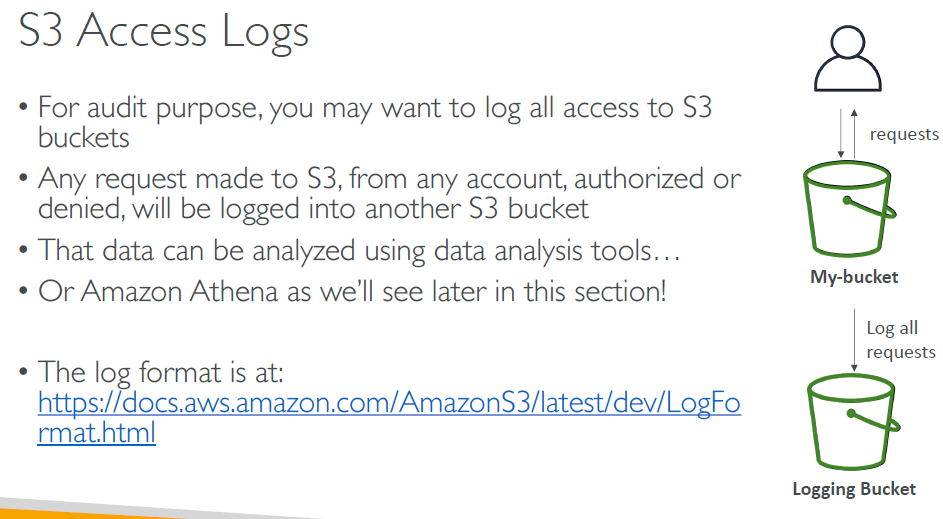 S3 Access Logs
• For audit purpose, you may want to log all access to S3
buckets
• Any request made to S3, from any account, authorized or
denied, will be logged into another S3 bucket
• That data can be analyzed using data analysis tools…
• Or Amazon Athena as we’ll see later in this section!
• The log format is at:
https://docs.aws.amazon.com/AmazonS3/latest/dev/LogFo
rmat.html
requests
My-bucket
Log all
requests
Logging Bucket